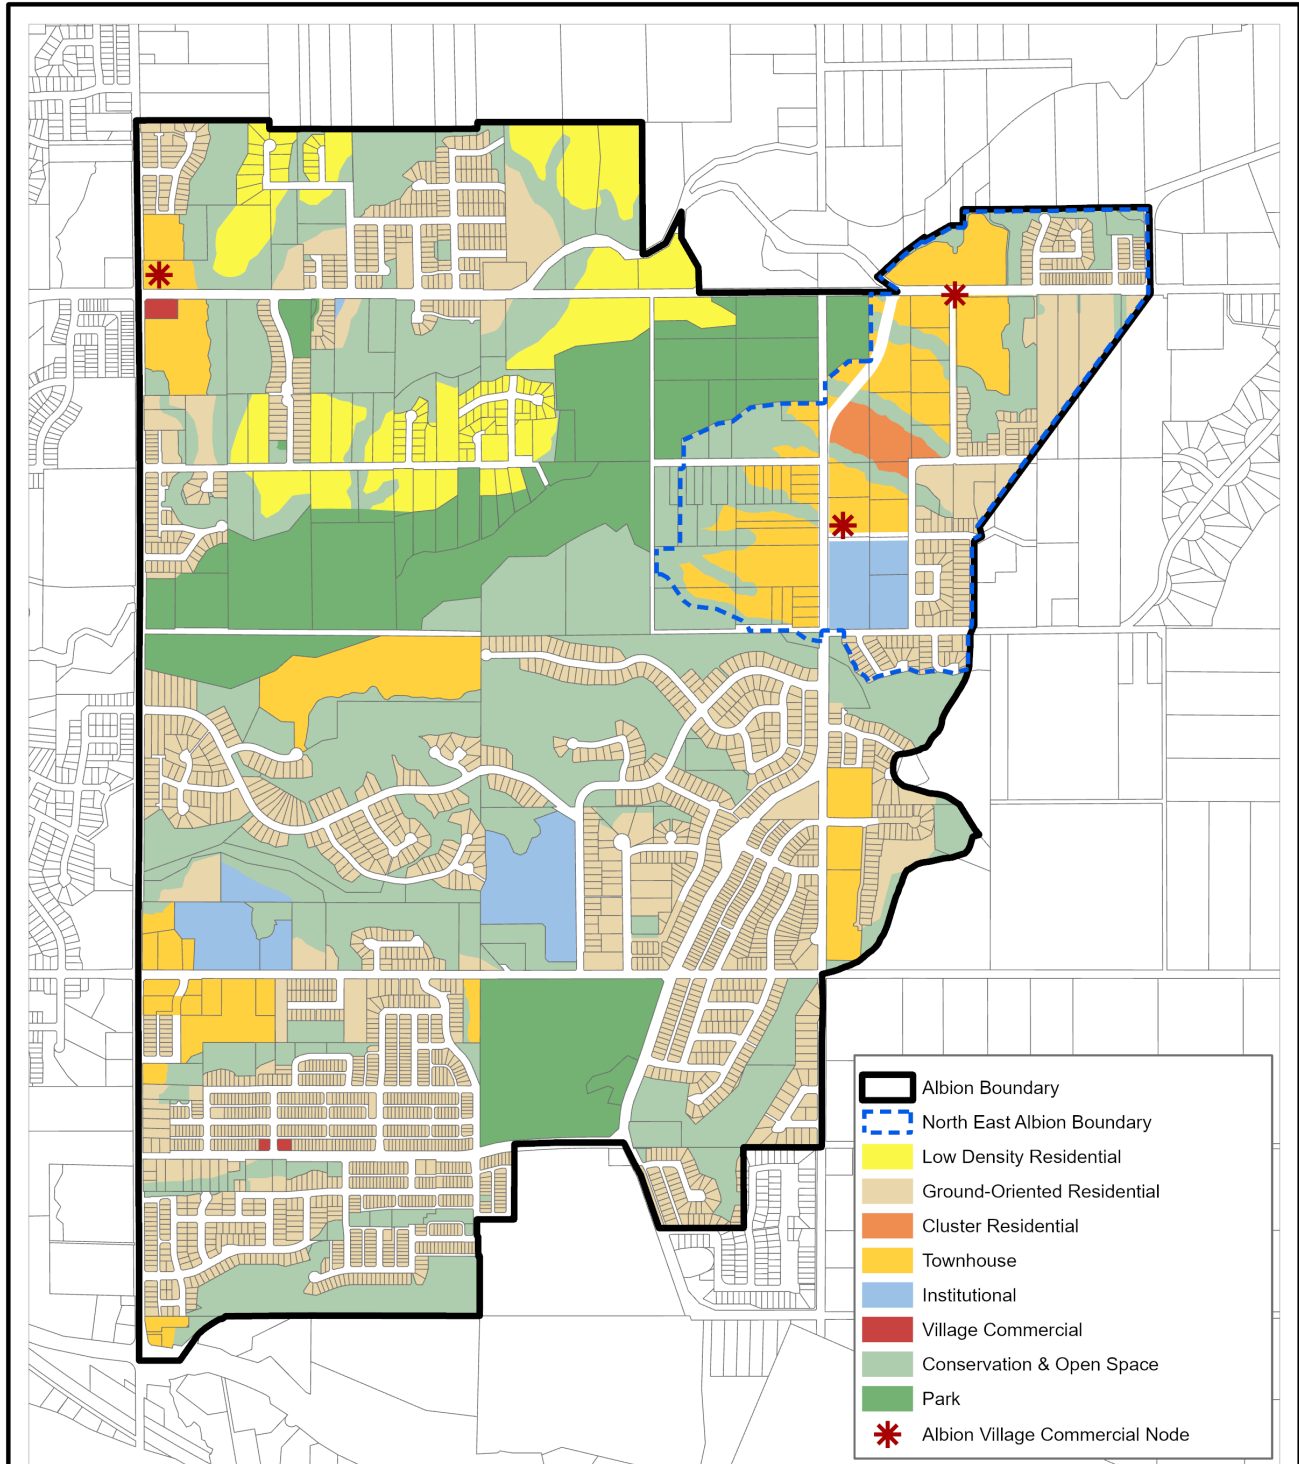 Albion Boundary
North East Albion Boundary
Low Density Residential
Ground-Oriented Residential
Cluster Residential
Townhouse
Institutional
Village Commercial
Conservation & Open Space
Park
Albion Village Commercial Node